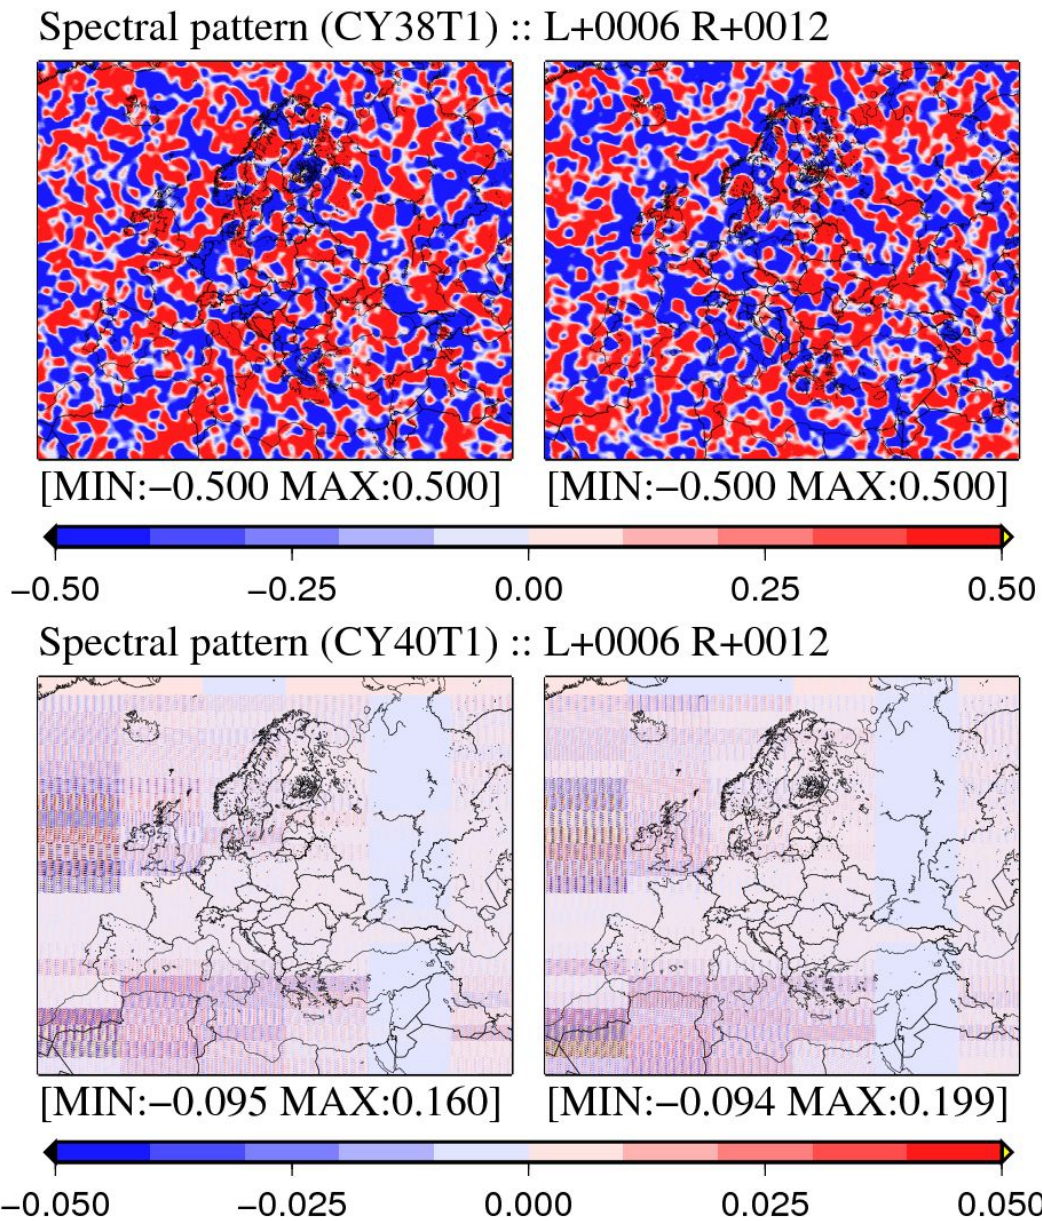 Spectral pattern (CY38T1) :: L+0006 R+0012
[MIN:−0.500 MAX:0.500] [MIN:−0.500 MAX:0.500]
−0.50 −0.25 0.00 0.25 0.50
Spectral pattern (CY40T1) :: L+0006 R+0012
[MIN:−0.095 MAX:0.160] [MIN:−0.094 MAX:0.199]
−0.050 −0.025 0.000 0.025 0.050